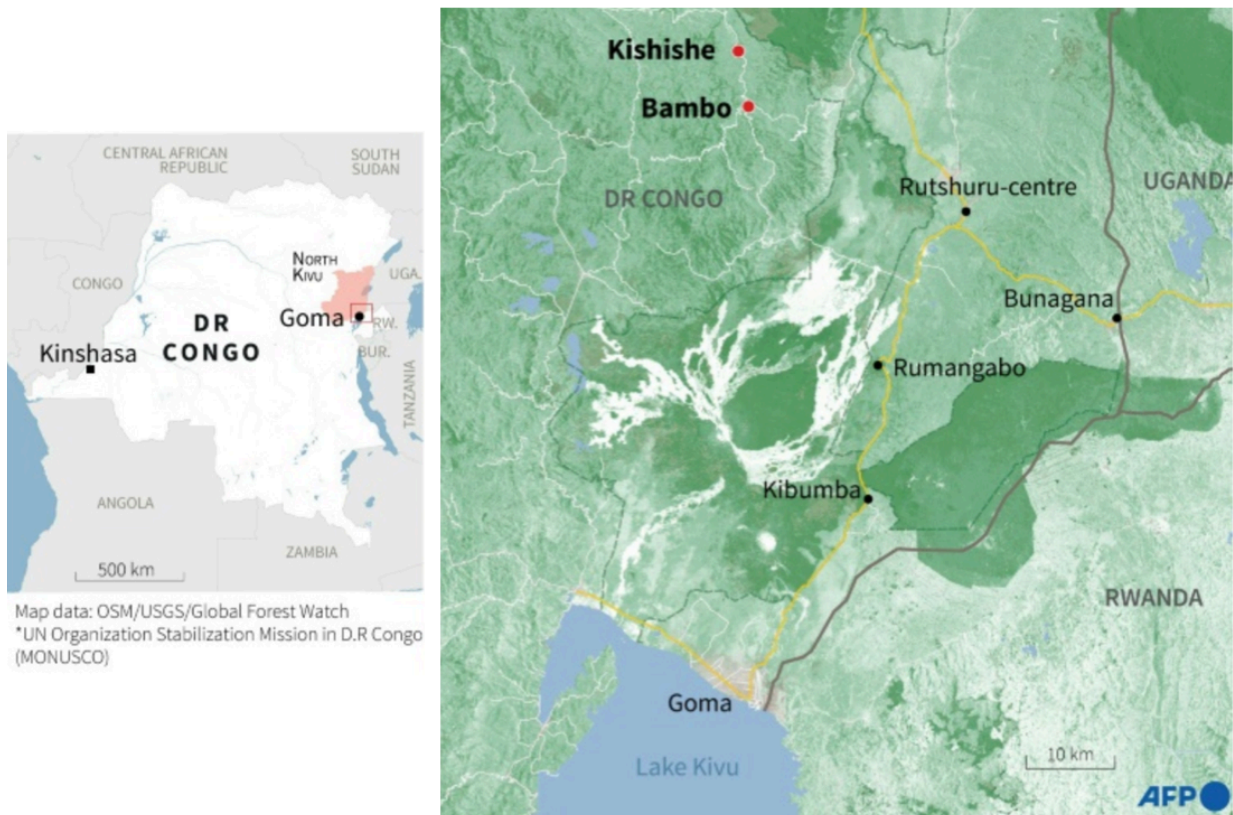 CENTRAL AFRICAN
REPUBLIC
SOUTH
SUDAN
CONGO
NORTH
KIVU
UGA.
DR
CONGO
Goma
RW.
BUR.
Kinshasa
TANZANIA
ANGOLA
ZAMBIA
500 km
Map data: OSM/USGS/Global Forest Watch
*UN Organization Stabilization Mission in D.R Congo
(MONUSCO)
Kishishe
Bambo
DR CONGO
Rutshuru-centre
UGANDA
Bunagana
Rumangabo
Kibumba
RWANDA
Goma
Lake Kivu
10 km
AFP